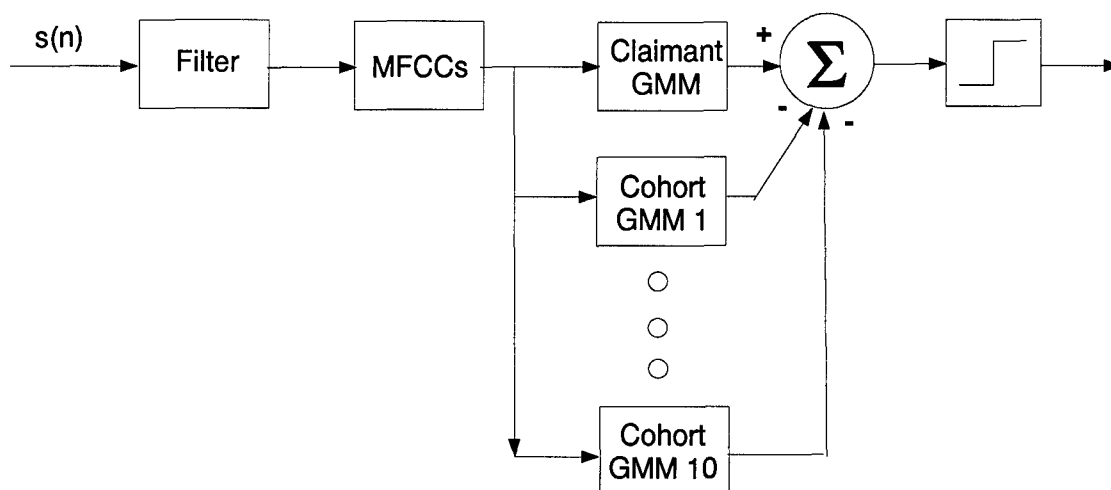 s(n)
Filter
MFCCs
Claimant
GMM
+
Σ
-
-
Cohort
GMM 1
Cohort
GMM 10